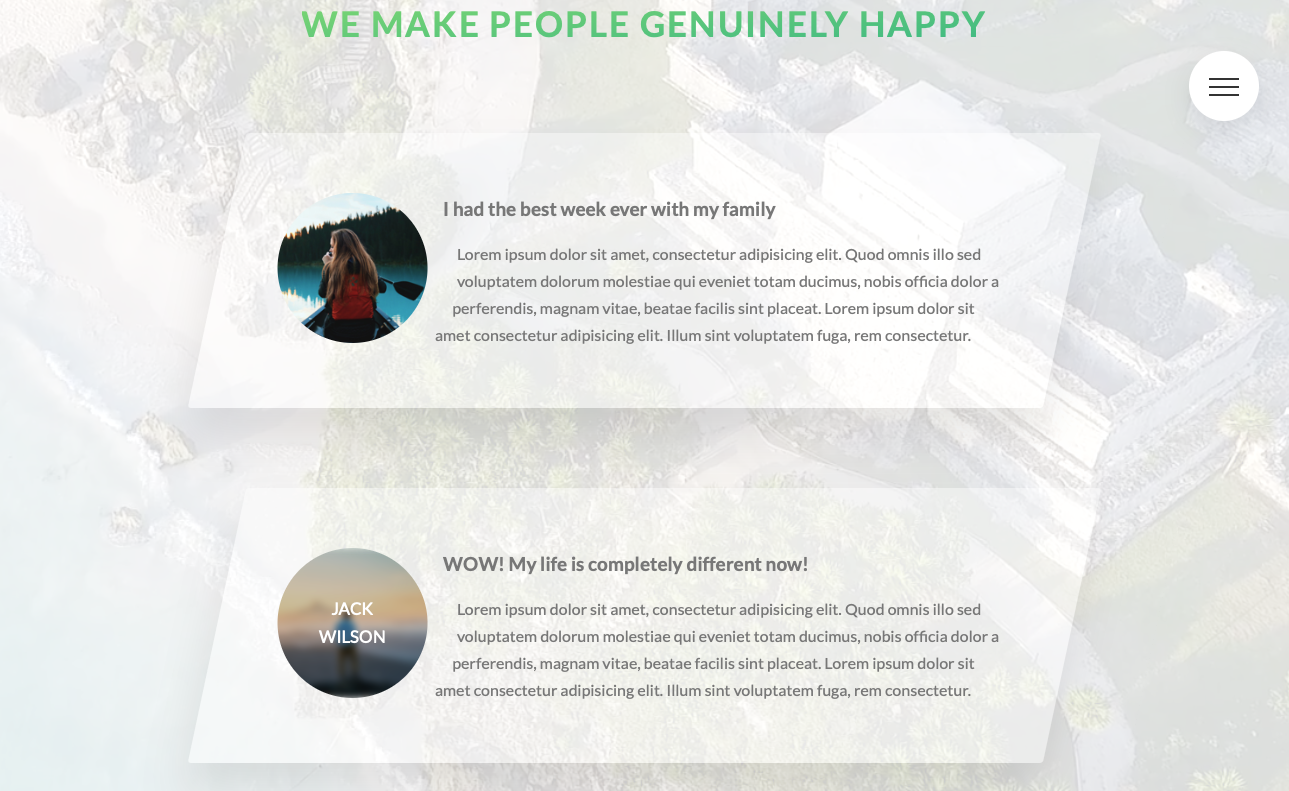 WE MAKE PEOPLE GENUINELY HAPPY
I had the best week ever with my family
Lorem ipsum dolor sit amet, consectetur adipisicing elit. Quod omnis illo sed
voluptatem dolorum molestiae qui eveniet totam ducimus, nobis officia dolor a
perferendis, magnam vitae, beatae facilis sint placeat. Lorem ipsum dolor sit
amet consectetur adipisicing elit. Illum sint voluptatem fuga, rem consectetur.
JACK
WILSON
WOW! My life is completely different now!
Lorem ipsum dolor sit amet, consectetur adipisicing elit. Quod omnis illo sed
voluptatem dolorum molestiae qui eveniet totam ducimus, nobis officia dolor a
perferendis, magnam vitae, beatae facilis sint placeat. Lorem ipsum dolor sit
amet consectetur adipisicing elit. Illum sint voluptatem fuga, rem consectetur.